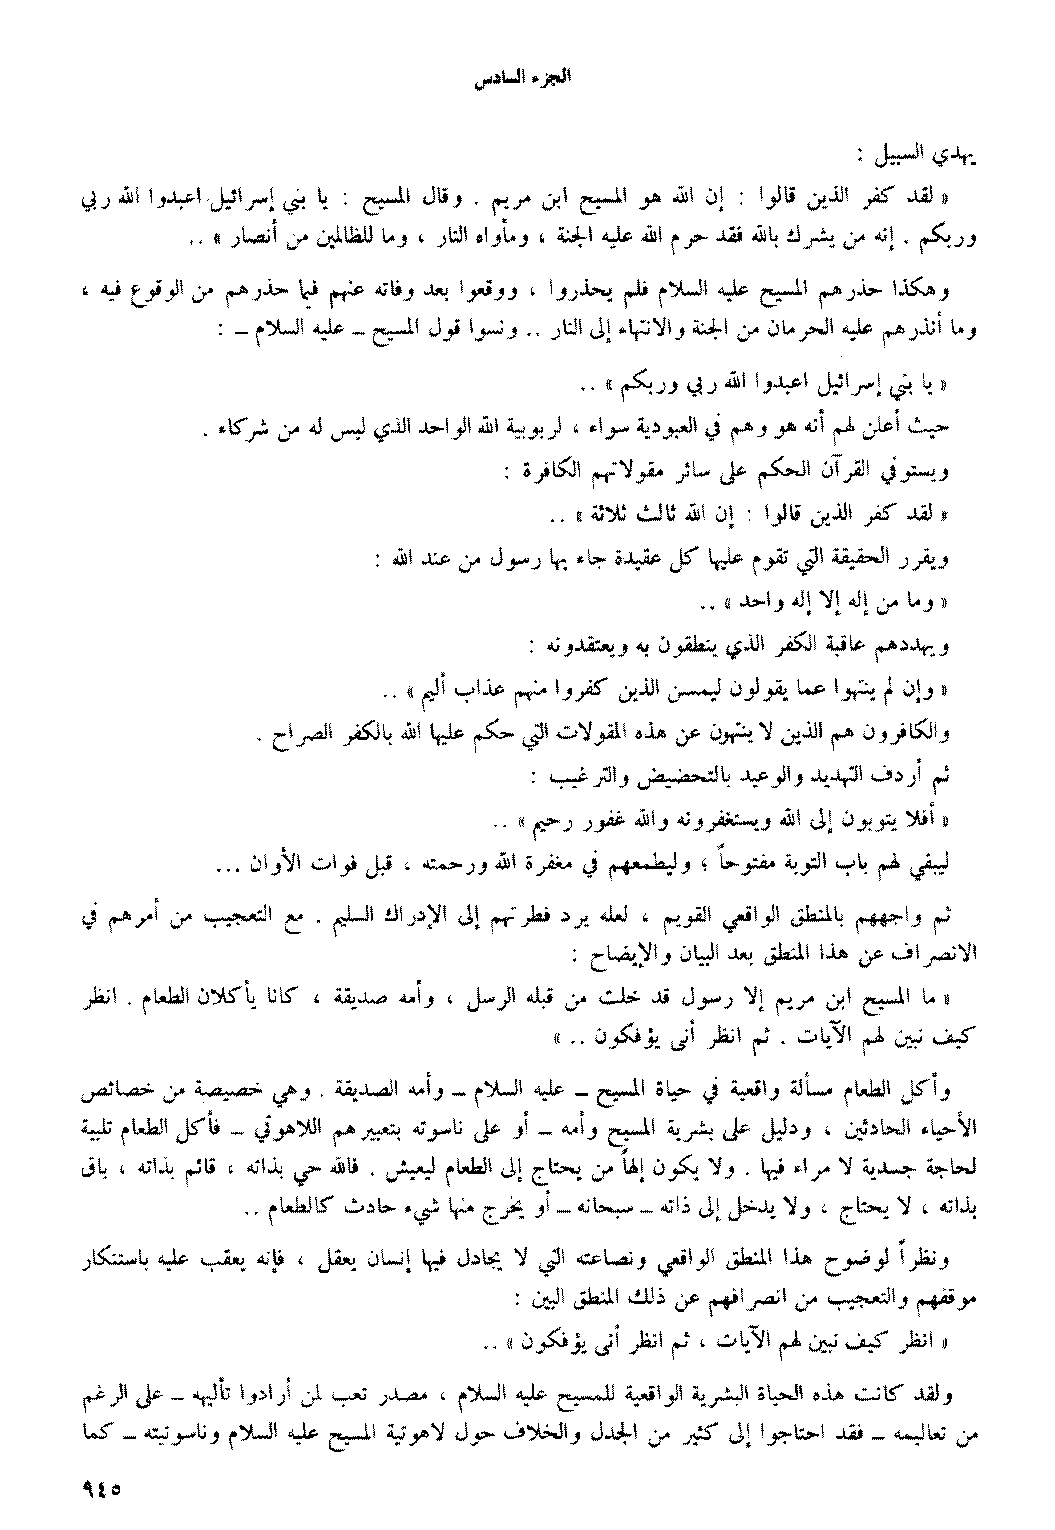 الجزء السادس
يهدي السبيل :
« لقد كفر الذين قالوا : إن الله هو المسيح ابن مريم . وقال المسيح : يا بني إسرائيل اعبدوا الله ربي
وربكم . إنه من يشرك بالله فقد حرم الله عليه الجنة ، ومأواه النار ، وما للظالمين من أنصار » ..
وهكذا حذرهم المسيح عليه السلام فلم يحذروا ، ووقعوا بعد وفاته عنهم فيما حذرهم من الوقوع فيه ،
وما أنذرهم عليه الحرمان من الجنة والانتهاء إلى النار .. ونسوا قول المسيح – عليه السلام – :
« يا بني إسرائيل اعبدوا الله ربي وربكم » ..
حيث أعلن لهم أنه هو وهم في العبودية سواء ، لربوبية الله الواحد الذي ليس له من شركاء .
ويستوفي القرآن الحكم على سائر مقولاتهم الكافرة :
« لقد كفر الذين قالوا : إن الله ثالث ثلاثة » ..
ويقرر الحقيقة التي تقوم عليها كل عقيدة جاء بها رسول من عند الله :
« وما من إله إلا إله واحد » ..
ويهددهم عاقبة الكفر الذي ينطقون به ويعتقدونه :
« وإن لم ينتهوا عما يقولون ليمسن الذين كفروا منهم عذاب أليم » ..
والكافرون هم الذين لا ينتهون عن هذه المقولات التي حكم عليها الله بالكفر الصراح .
ثم أردف التهديد والوعيد بالتحضيض والترغيب :
« أفلا يتوبون إلى الله ويستغفرونه والله غفور رحيم » ..
ليبقي لهم باب التوبة مفتوحاً ؛ وليطمعهم في مغفرة الله ورحمته ، قبل فوات الأوان ...
ثم واجههم بالمنطق الواقعي القويم ، لعله يرد فطرتهم إلى الإدراك السليم . مع التعجيب من أمرهم في
الانصراف عن هذا المنطق بعد البيان والإيضاح :
« ما المسيح ابن مريم إلا رسول قد خلت من قبله الرسل ، وأمه صديقة ، كانا يأكلان الطعام . انظر
كيف نبين لهم الآيات . ثم انظر أنى يؤفكون .. »
وأكل الطعام مسألة واقعية في حياة المسيح – عليه السلام – وأمه الصديقة . وهي خصيصة من خصائص
الأحياء الحادثين ، ودليل على بشرية المسيح وأمه – أو على ناسوته بتعبيرهم اللاهوتي – فأكل الطعام تلبية
لحاجة جسدية لا مراء فيها . ولا يكون إلهاً من يحتاج إلى الطعام ليعيش . فالله حي بذاته ، قائم بذاته ، باق
بذاته ، لا يحتاج ، ولا يدخل إلى ذاته – سبحانه – أو يخرج منها شيء حادث كالطعام ..
ونظراً لوضوح هذا المنطق الواقعي ونصاعته التي لا يجادل فيها إنسان يعقل ، فإنه يعقب عليه باستنكار
موقفهم والتعجيب من انصرافهم عن ذلك المنطق البين :
« انظر كيف نبين لهم الآيات ، ثم انظر أنى يؤفكون » ..
ولقد كانت هذه الحياة البشرية الواقعية للمسيح عليه السلام ، مصدر تعب لمن أرادوا تأليهه – على الرغم
من تعاليمه – فقد احتاجوا إلى كثير من الجدل والخلاف حول لاهوتية المسيح عليه السلام وناسوتيته – كما
٩٤٥